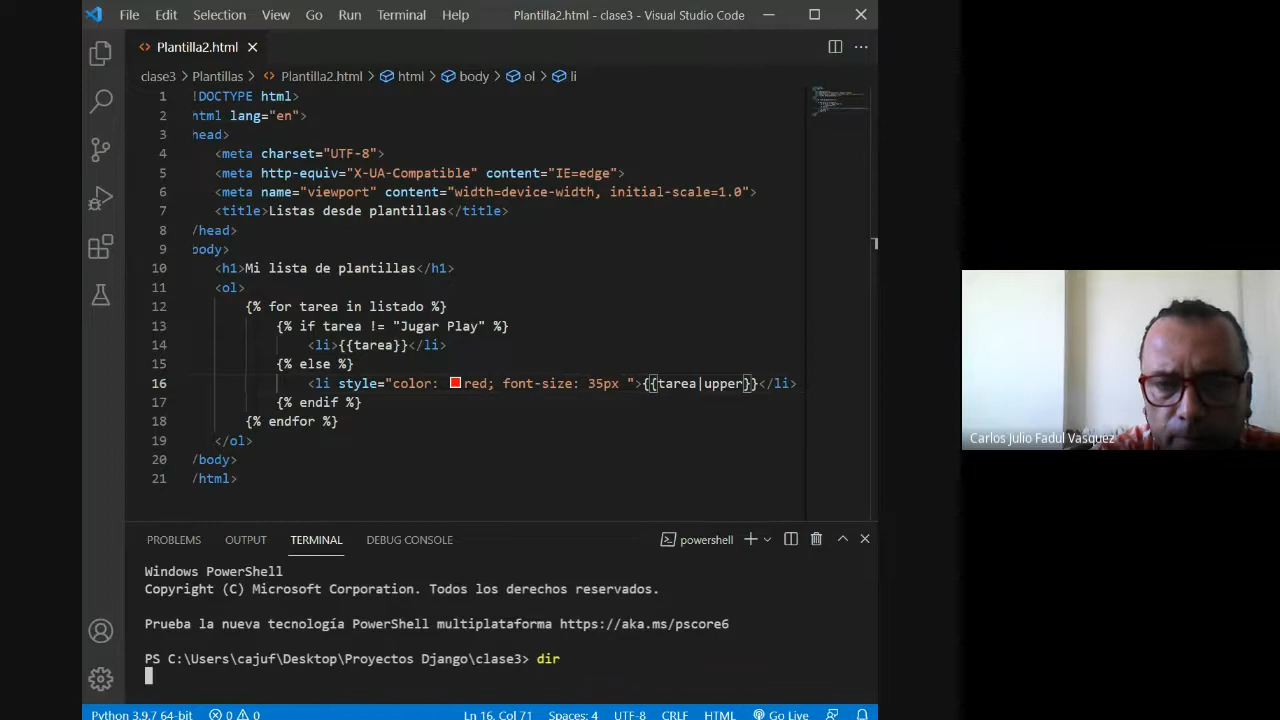 File Edit Selection View Go Run Terminal Help Plantilla2.html - clase3 - Visual Studio Code
Plantilla2.html
clase3 > Plantillas > Plantilla2.html > html > body > ol > li
1 !DOCTYPE html>
2 html lang="en">
3 head>
4 <meta charset="UTF-8">
5 <meta http-equiv="X-UA-Compatible" content="IE=edge">
6 <meta name="viewport" content="width=device-width, initial-scale=1.0">
7 <title>Listas desde plantillas</title>
8 /head>
9 body>
10 <h1>Mi lista de plantillas</h1>
11 <ol>
12 {% for tarea in listado %}
13 {% if tarea != "Jugar Play" %}
14 <li>{{tarea}}</li>
15 {% else %}
16 <li style="color: red; font-size: 35px ">{{tarea|upper}}</li>
17 {% endif %}
18 {% endfor %}
19 </ol>
20 /body>
21 /html>
PROBLEMS OUTPUT TERMINAL DEBUG CONSOLE powershell
Windows PowerShell
Copyright (C) Microsoft Corporation. Todos los derechos reservados.
Prueba la nueva tecnología PowerShell multiplataforma https://aka.ms/pscore6
PS C:\Users\cajuf\Desktop\Proyectos Django\clase3> dir
Python 3.9.7 64-bit 0 0 Ln 16, Col 71 Spaces: 4 UTF-8 CRLF HTML Go Live
Carlos Julio Fadul Vasquez